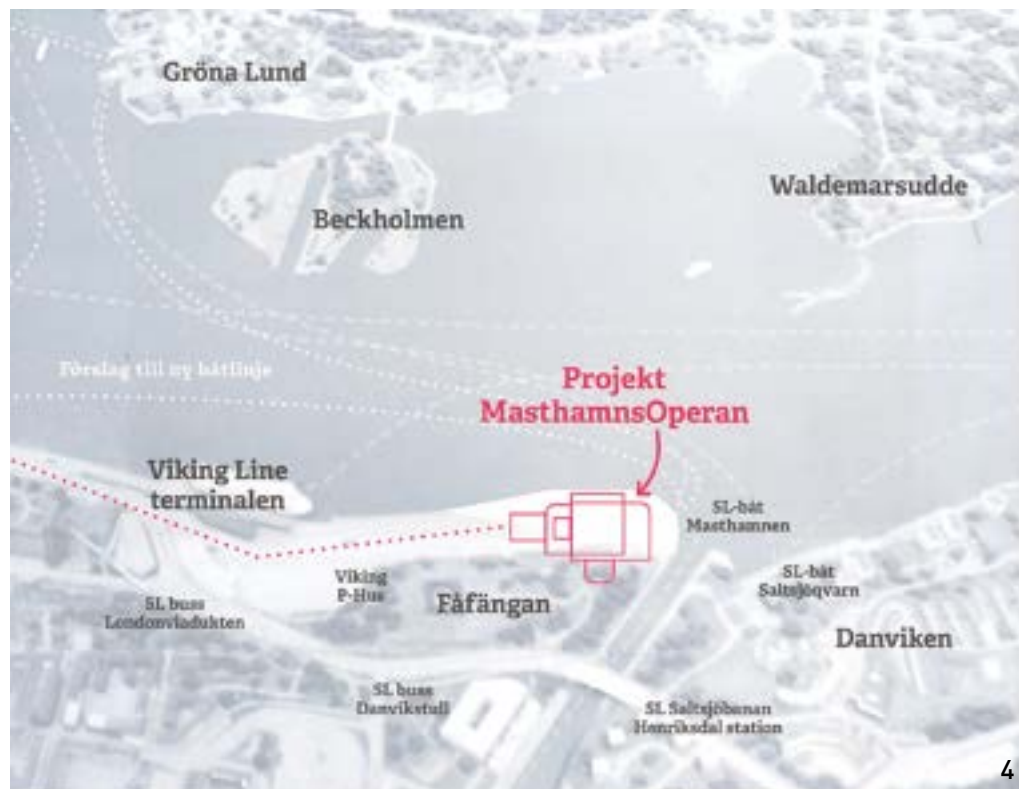 Gröna Lund
Waldemarsudde
Beckholmen
Förslag till ny båtlinje
Projekt
MasthamnsOperan
Viking Line
terminalen
SL-båt
Masthamnen
SL-båt
Saltsjöqvarn
Viking
P-Hus
Fåfängan
SL buss
Londonviadukten
Danviken
SL buss
Danvikstull
SL Saltsjöbanan
Henriksdal station
4